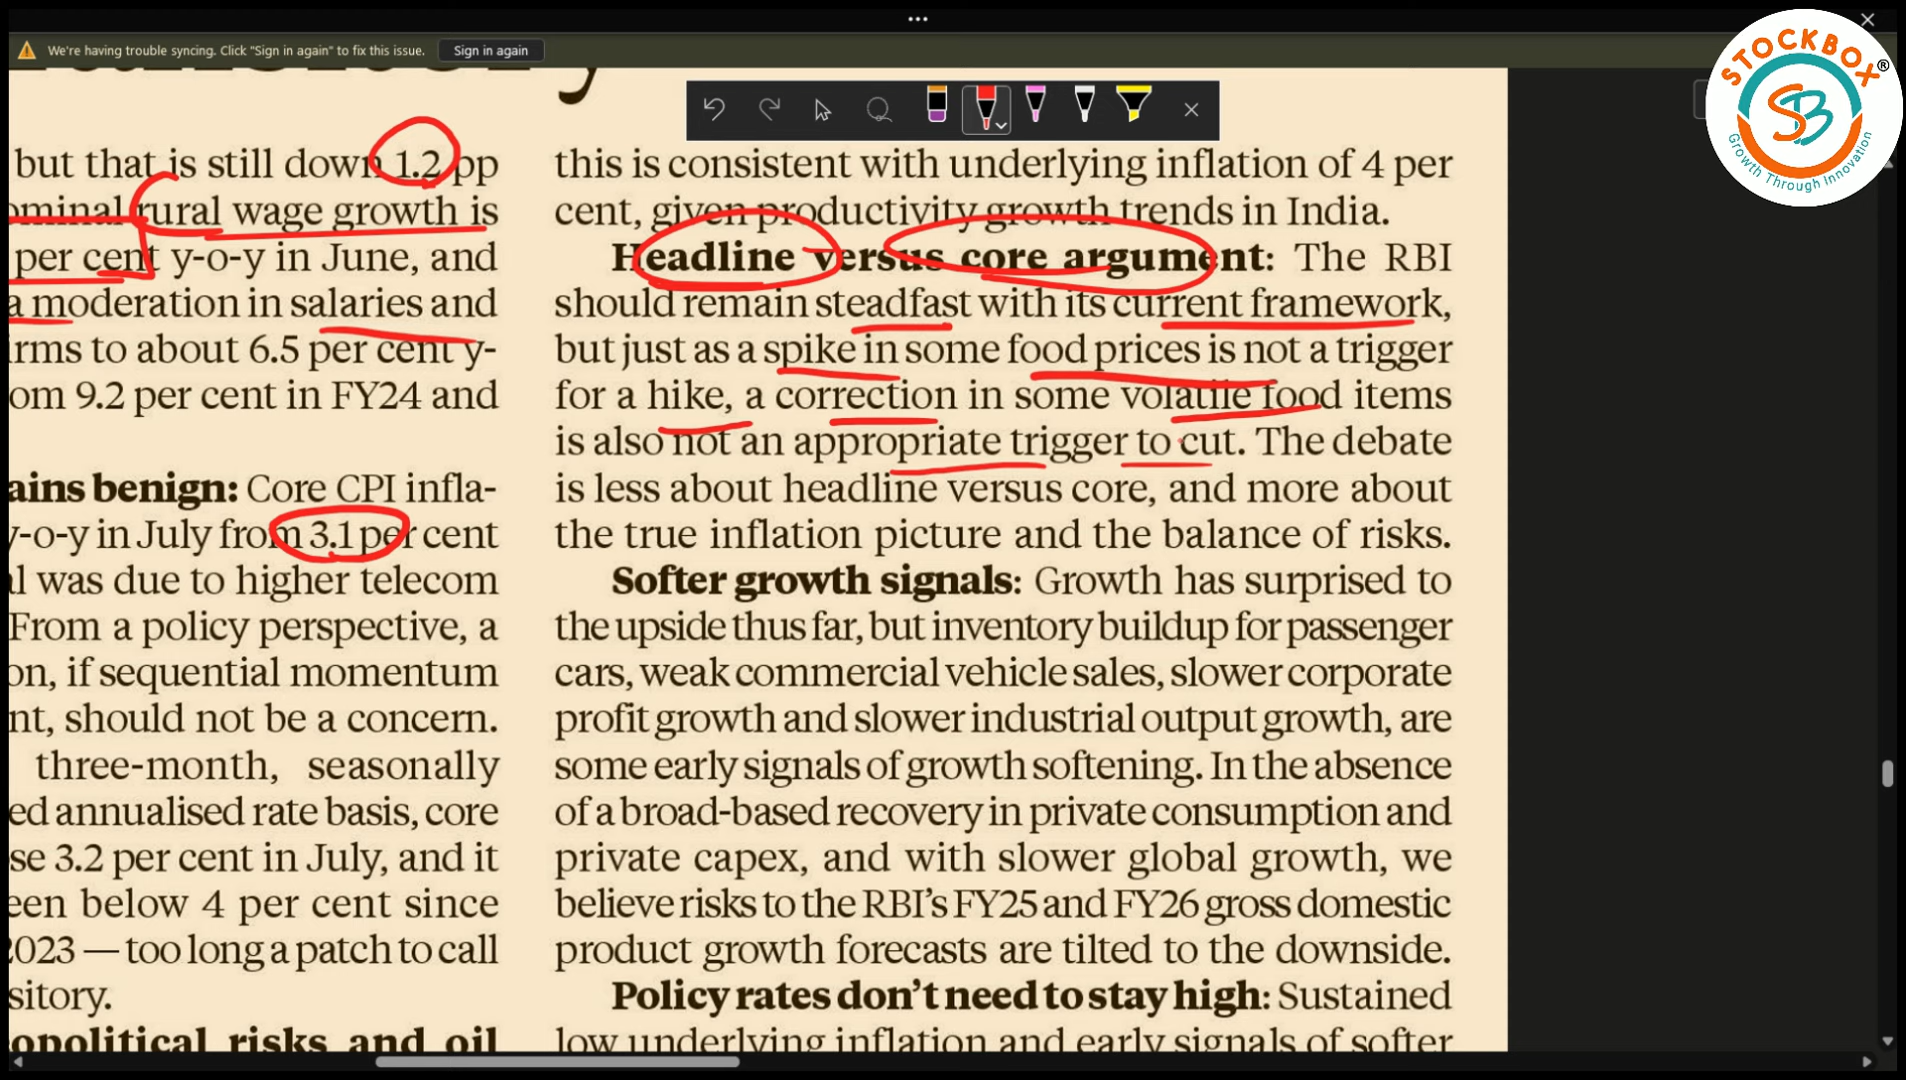 We're having trouble syncing. Click "Sign in again" to fix this issue. Sign in again
STOCKBOX®
SB
Growth Through Innovation
but that is still down 1.2 pp
rural wage growth is
per cent y-o-y in June, and
a moderation in salaries and
to about 6.5 per cent y-
9.2 per cent in FY24 and
benign: Core CPI infla-
y-o-y in July from 3.1 per cent
was due to higher telecom
From a policy perspective, a
if sequential momentum
should not be a concern.
three-month, seasonally
annualised rate basis, core
3.2 per cent in July, and it
below 4 per cent since
2023 — too long a patch to call
risks and oil
this is consistent with underlying inflation of 4 per
cent, given productivity growth trends in India.
Headline versus core argument: The RBI
should remain steadfast with its current framework,
but just as a spike in some food prices is not a trigger
for a hike, a correction in some volatile food items
is also not an appropriate trigger to cut. The debate
is less about headline versus core, and more about
the true inflation picture and the balance of risks.
Softer growth signals: Growth has surprised to
the upside thus far, but inventory buildup for passenger
cars, weak commercial vehicle sales, slower corporate
profit growth and slower industrial output growth, are
some early signals of growth softening. In the absence
of a broad-based recovery in private consumption and
private capex, and with slower global growth, we
believe risks to the RBI's FY25 and FY26 gross domestic
product growth forecasts are tilted to the downside.
Policy rates don't need to stay high: Sustained
low underlying inflation and early signals of softer